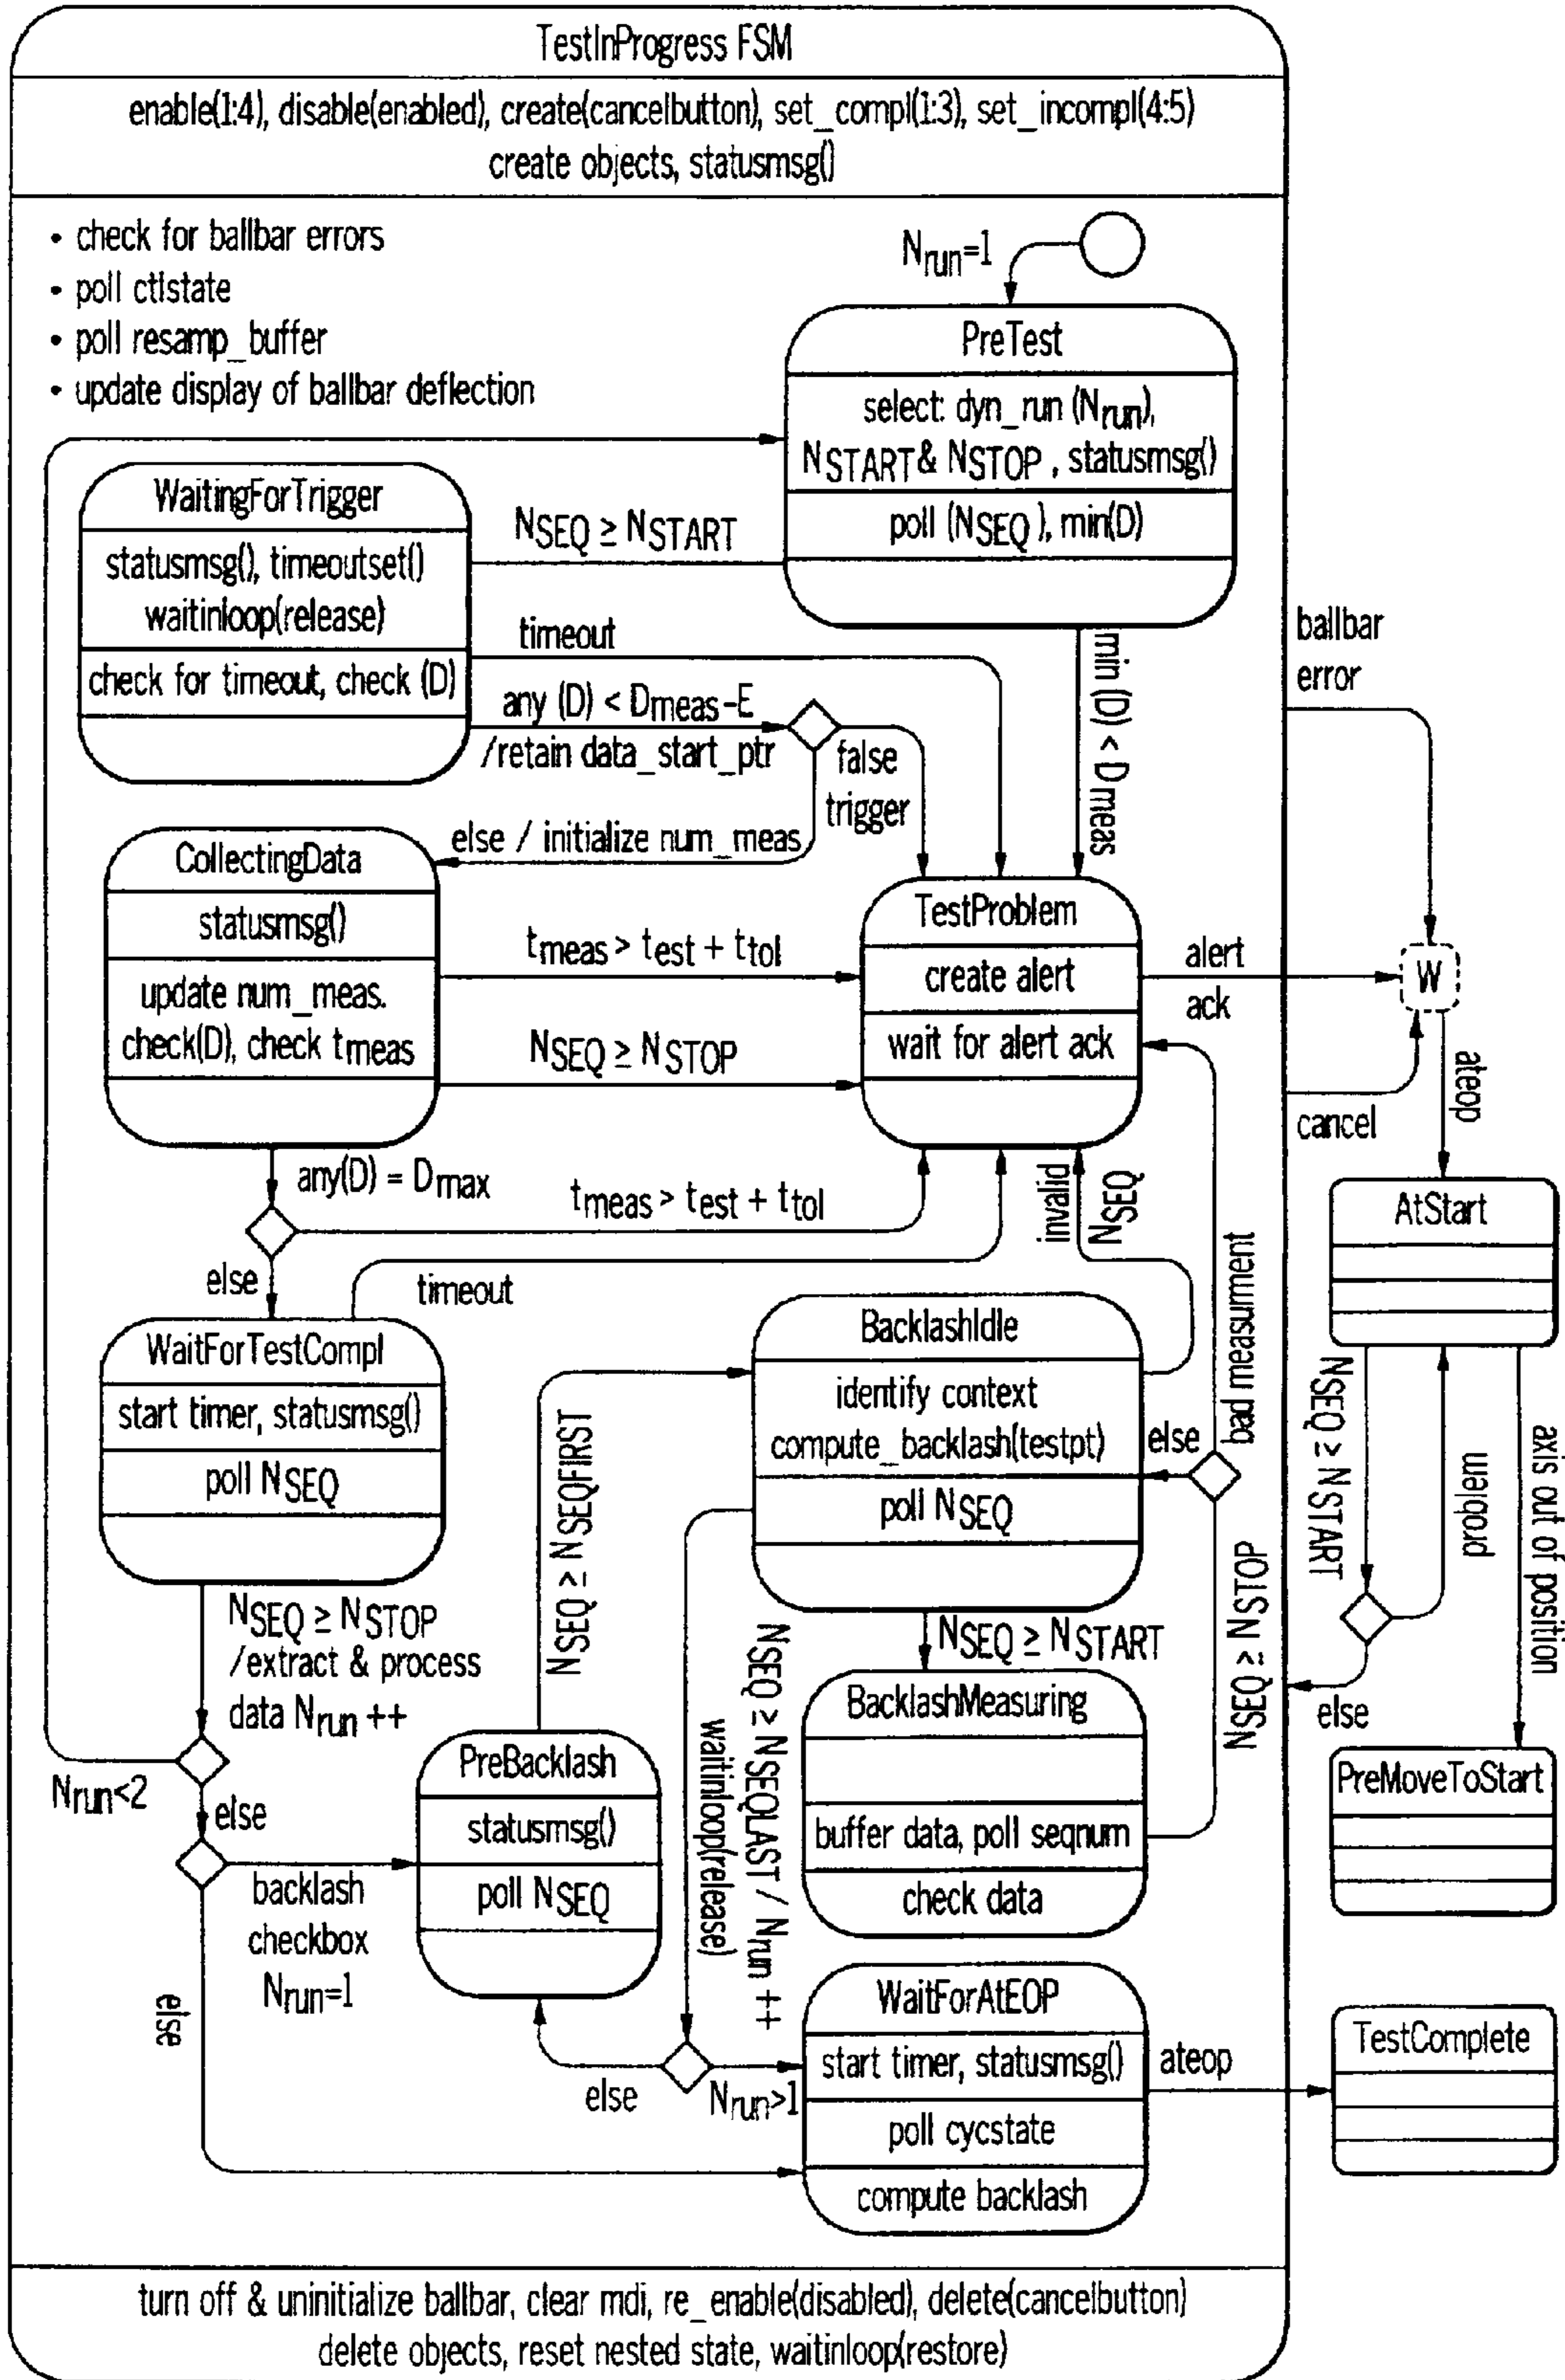 TestInProgress FSM
enable(1:4), disable(enabled), create(cancelbutton), set_compl(1:3), set_incompl(4:5)
create objects, statusmsg()
• check for ballbar errors
• poll ctlstate
• poll resamp_buffer
• update display of ballbar deflection
Nrun=1
PreTest
select: dyn_run (Nrun),
NSTART & NSTOP , statusmsg()
poll (NSEQ ), min(D)
WaitingForTrigger
statusmsg(), timeoutset()
waitinloop(release)
check for timeout, check (D)
NSEQ ≥ NSTART
timeout
any (D) < Dmeas-E
/retain data_start_ptr
false
trigger
else / initialize num_meas
min (D) < Dmeas
ballbar
error
CollectingData
statusmsg()
update num_meas.
check(D), check tmeas
tmeas > ttest + ttol
NSEQ ≥ NSTOP
TestProblem
create alert
wait for alert ack
alert
ack
W
cancel
ateop
any(D) = Dmax
tmeas > ttest + ttol
else
timeout
invalid
NSEQ
bad measurment
AtStart
WaitForTestCompl
start timer, statusmsg()
poll NSEQ
BacklashIdle
identify context
compute_backlash(testpt)
poll NSEQ
else
NSEQ ≥ NSEQFIRST
NSEQ ≥ NSTART
problem
axis out of position
else
NSEQ ≥ NSTOP
/extract & process
data Nrun ++
NSEQ ≥ NSTART
NSEQ ≥ NSTOP
NSEQ ≥ NSEQLAST / Nrun ++
waitinloop(release)
BacklashMeasuring
buffer data, poll seqnum
check data
PreMoveToStart
Nrun<2
else
PreBacklash
statusmsg()
poll NSEQ
backlash
checkbox
Nrun=1
else
else
Nrun>1
WaitForAtEOP
start timer, statusmsg()
poll cycstate
compute backlash
ateop
TestComplete
turn off & uninitialize ballbar, clear mdi, re_enable(disabled), delete(cancelbutton)
delete objects, reset nested state, waitinloop(restore)